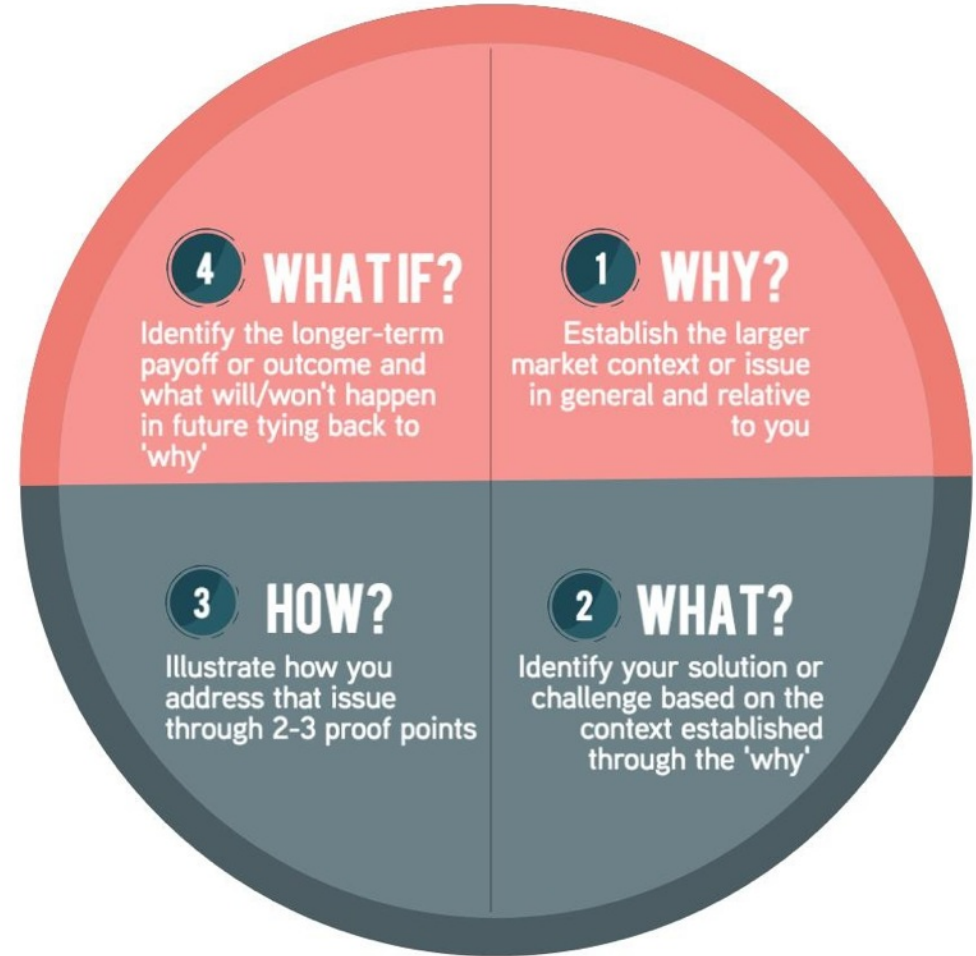 1 WHY?
Establish the larger
market context or issue
in general and relative
to you
2 WHAT?
Identify your solution or
challenge based on the
context established
through the 'why'
3 HOW?
Illustrate how you
address that issue
through 2-3 proof points
4 WHAT IF?
Identify the longer-term
payoff or outcome and
what will/won't happen
in future tying back to
'why'